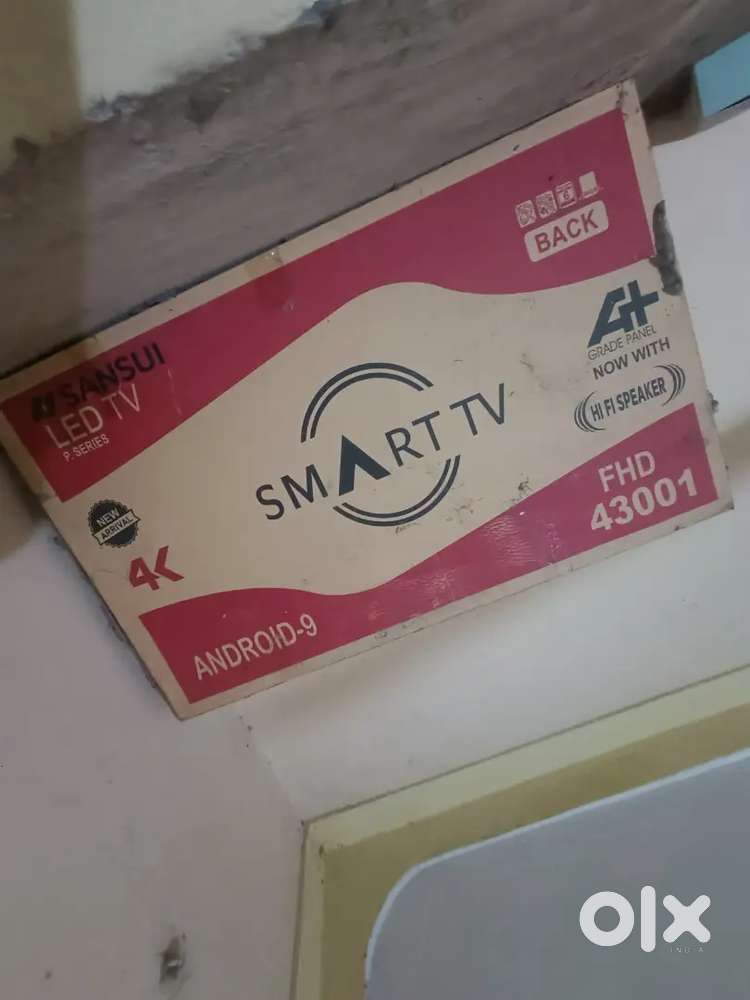 BACK
SANSUI
LED TV
P. SERIES
A+
GRADE PANEL
NOW WITH
HI FI SPEAKER
SMART TV
NEW
ARRIVAL
4K
FHD
43001
ANDROID-9
olx
INDIA